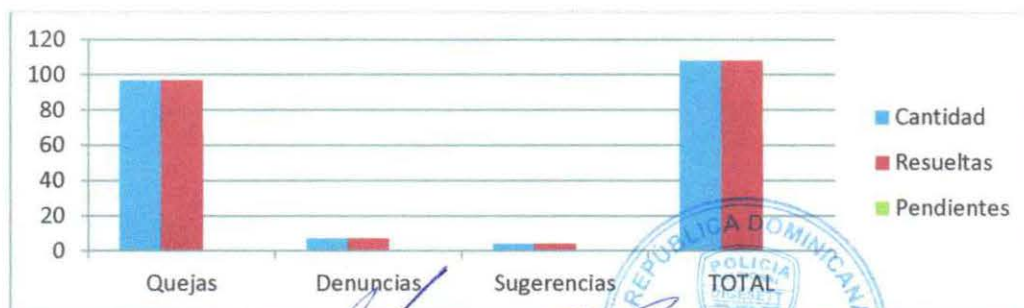 120
100
80
60
40
20
0
Quejas
Denuncias
Sugerencias
TOTAL
Cantidad
Resueltas
Pendientes
REPUBLICA DOMINICANA
POLICIA